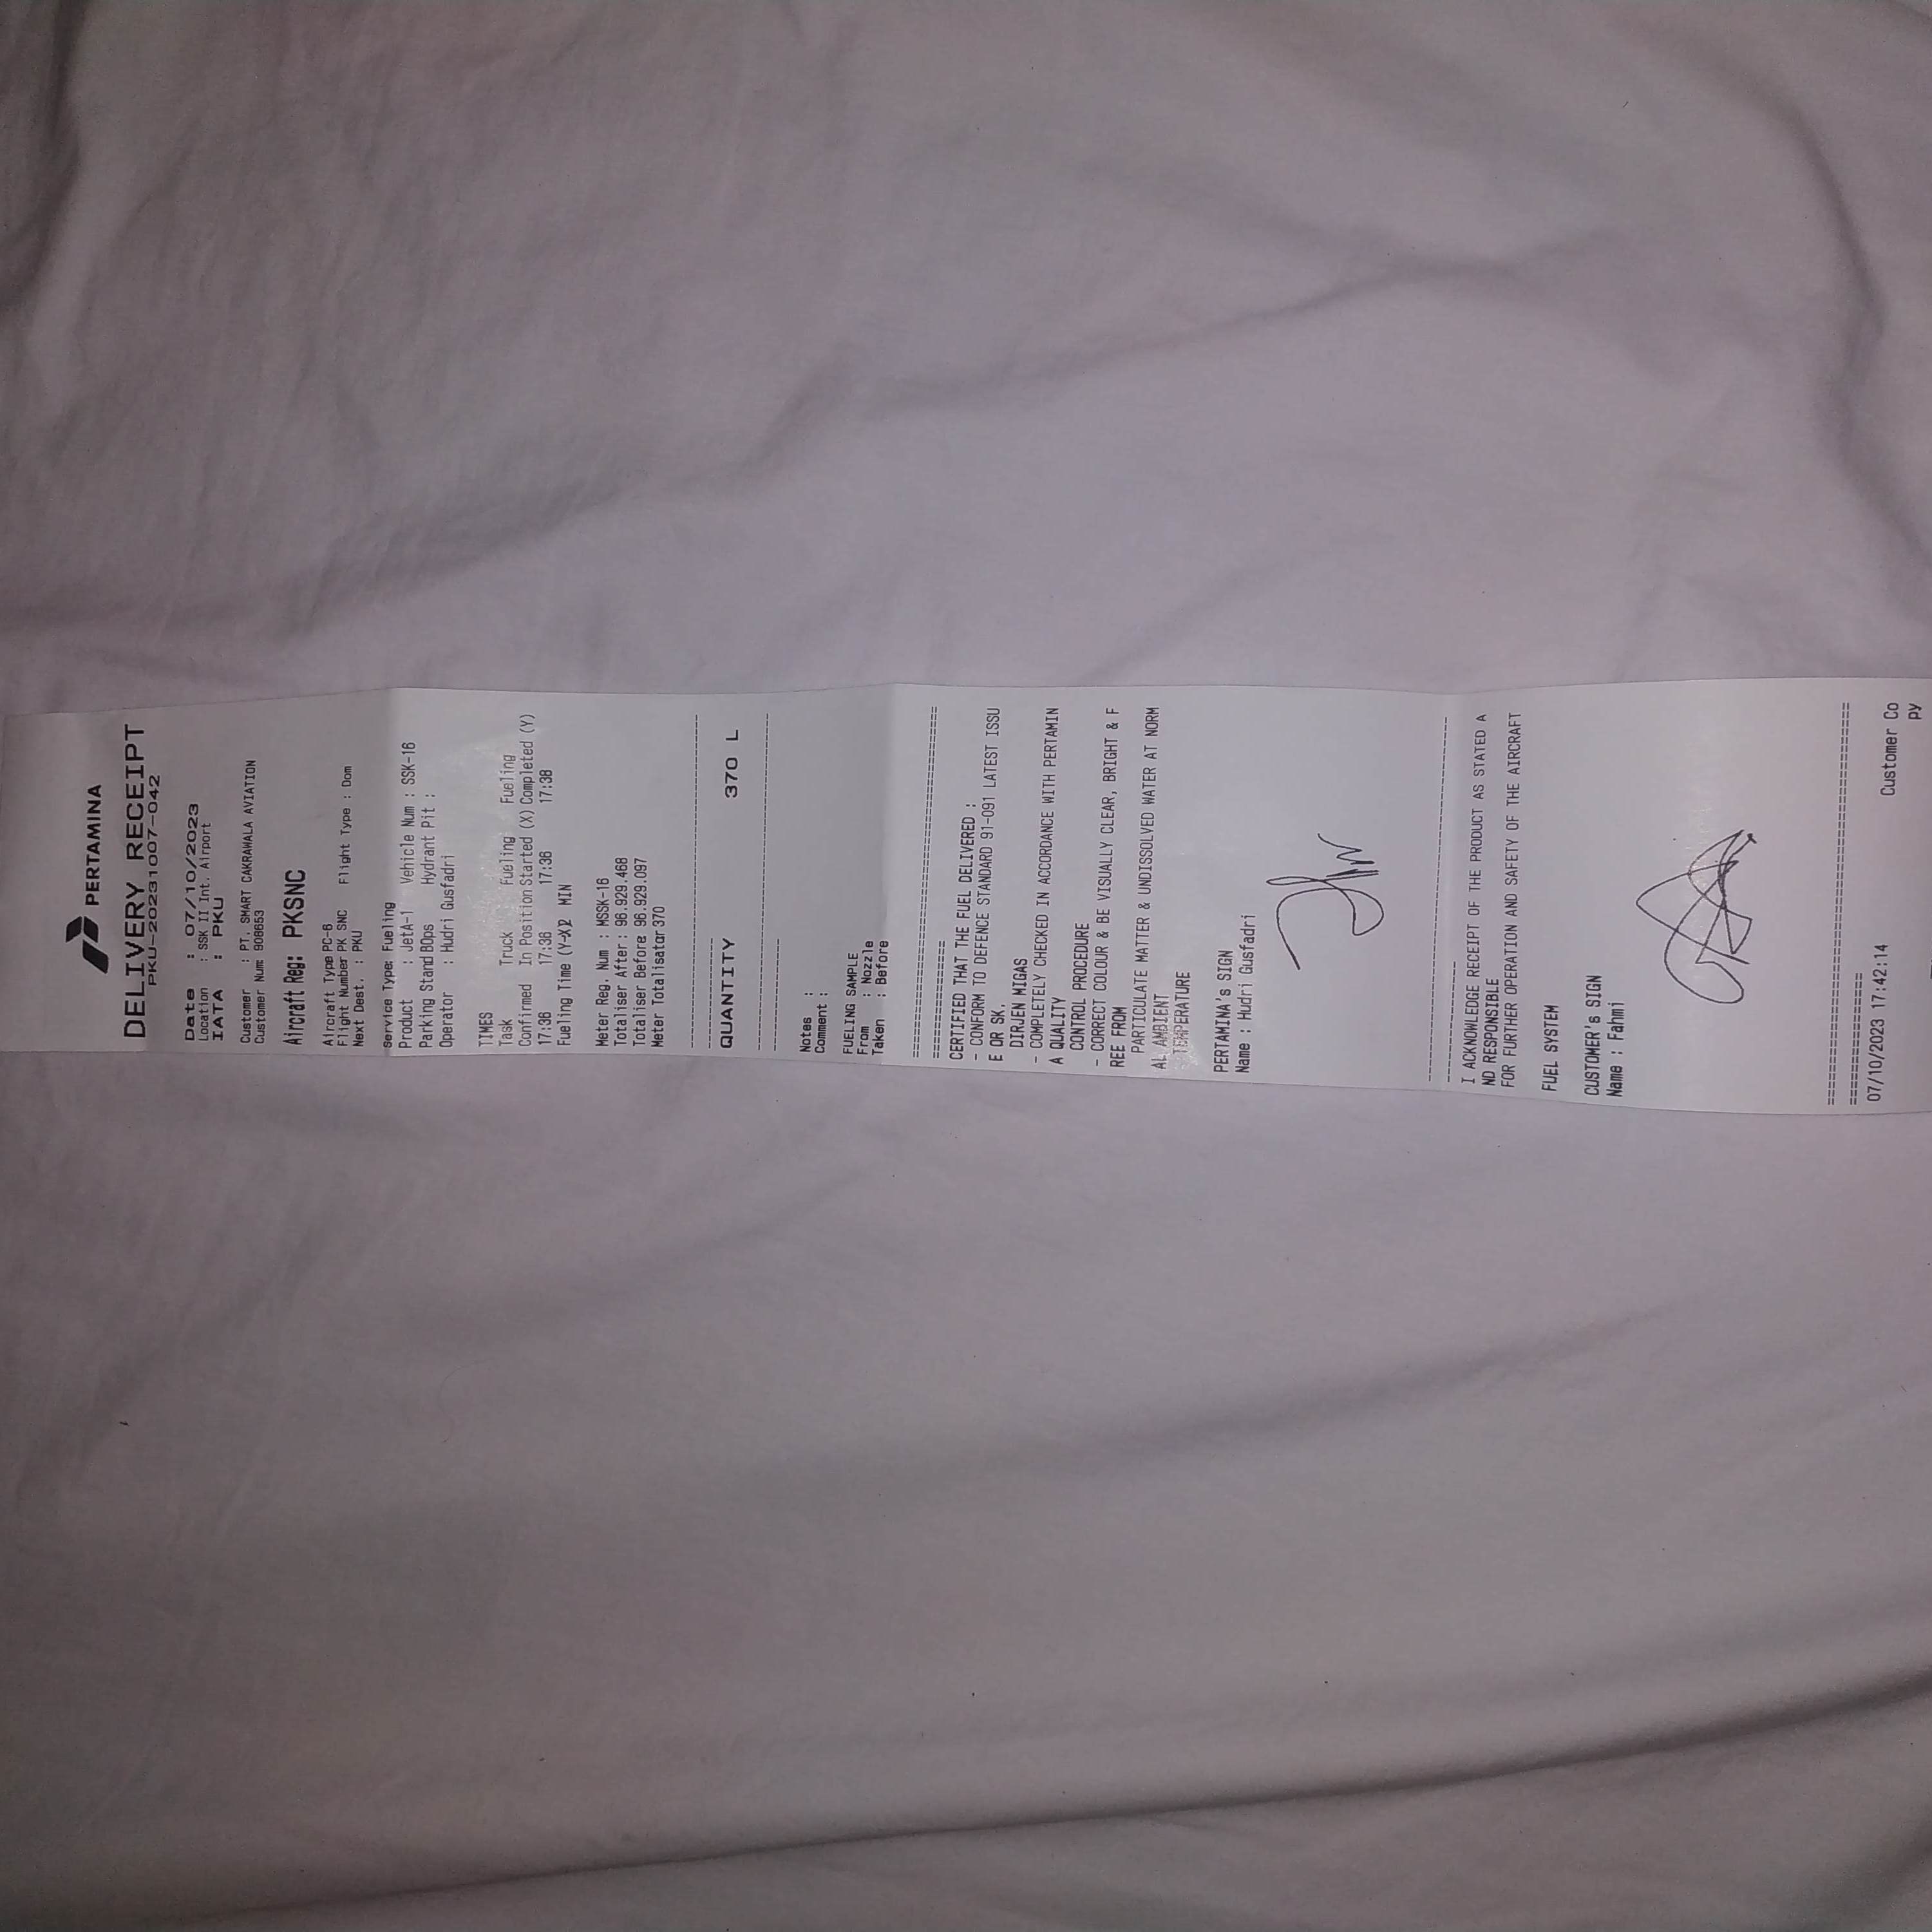 PERTAMINA
DELIVERY RECEIPT
PKU-20231007-042
Date : 07/10/2023
Location : SSK II Int. Airport
IATA : PKU
Customer : PT. SMART CAKRAWALA AVIATION
Customer Num: 908653
Aircraft Reg: PKSNC
Aircraft Type PC-6
Flight Number PK SNC Flight Type : Dom
Next Dest. : PKU
Service Type: Fueling
Product : JetA-1 Vehicle Num : SSK-16
Parking Stand BOps Hydrant Pit :
Operator : Hudri Gusfadri
TIMES
Task Truck Fueling Fueling
Confirmed In Position Started (X) Completed (Y)
17:36 17:36 17:36 17:38
Fueling Time (Y-X) 2 MIN
Meter Reg. Num : MSSK-16
Totaliser After : 96.929.468
Totaliser Before 96.929.097
Meter Totalisator 370
QUANTITY 370 L
Notes :
Comment :
FUELING SAMPLE
From : Nozzle
Taken : Before
CERTIFIED THAT THE FUEL DELIVERED :
- CONFORM TO DEFENCE STANDARD 91-091 LATEST ISSU
E OR SK.
DIRJEN MIGAS
- COMPLETELY CHECKED IN ACCORDANCE WITH PERTAMIN
A QUALITY
CONTROL PROCEDURE
- CORRECT COLOUR & BE VISUALLY CLEAR, BRIGHT & F
REE FROM
PARTICULATE MATTER & UNDISSOLVED WATER AT NORM
AL AMBIENT
TEMPERATURE
PERTAMINA's SIGN
Name : Hudri Gusfadri
I ACKNOWLEDGE RECEIPT OF THE PRODUCT AS STATED A
ND RESPONSIBLE
FOR FURTHER OPERATION AND SAFETY OF THE AIRCRAFT
FUEL SYSTEM
CUSTOMER's SIGN
Name : Fahmi
07/10/2023 17:42:14
Customer Co
py